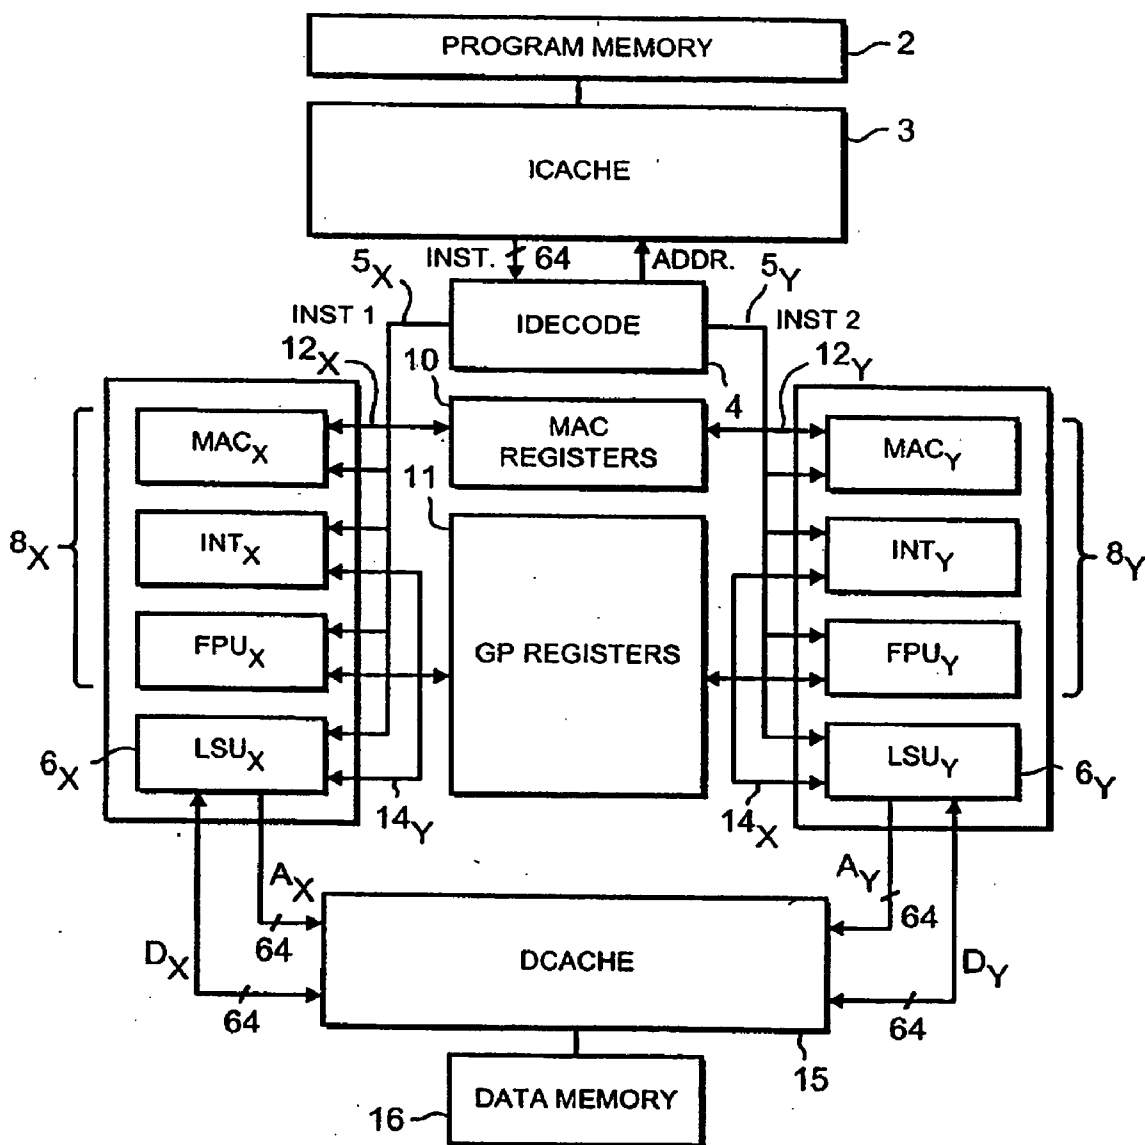 PROGRAM MEMORY
2
ICACHE
3
INST.
64
ADDR.
5X
5Y
INST 1
IDECODE
INST 2
12X
10
4
12Y
MACX
MAC
REGISTERS
MACY
11
8X
INTX
INTY
8Y
FPUX
GP REGISTERS
FPUY
6X
LSUX
LSUY
6Y
14Y
14X
AX
AY
64
64
DX
DCACHE
DY
64
64
15
16
DATA MEMORY